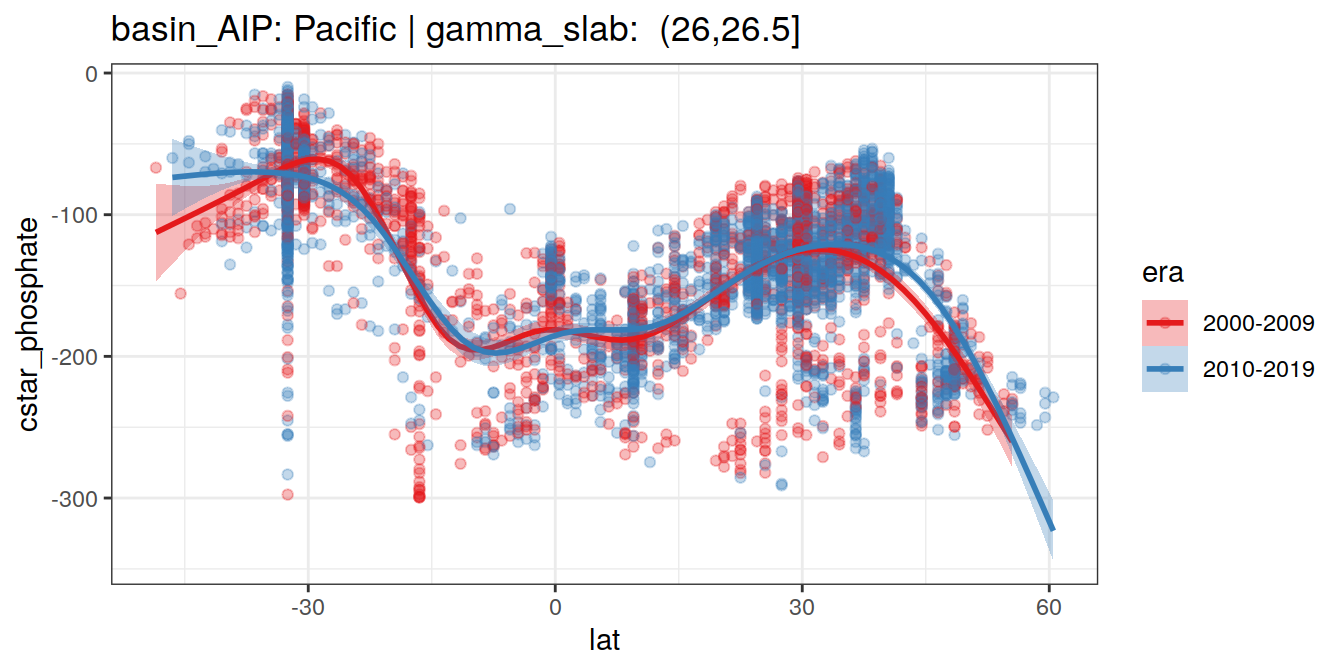 basin_AIP: Pacific | gamma_slab:  (26,26.5]
0
-100
-200
-300
cstar_phosphate
-30
0
30
60
lat
era
2000-2009
2010-2019